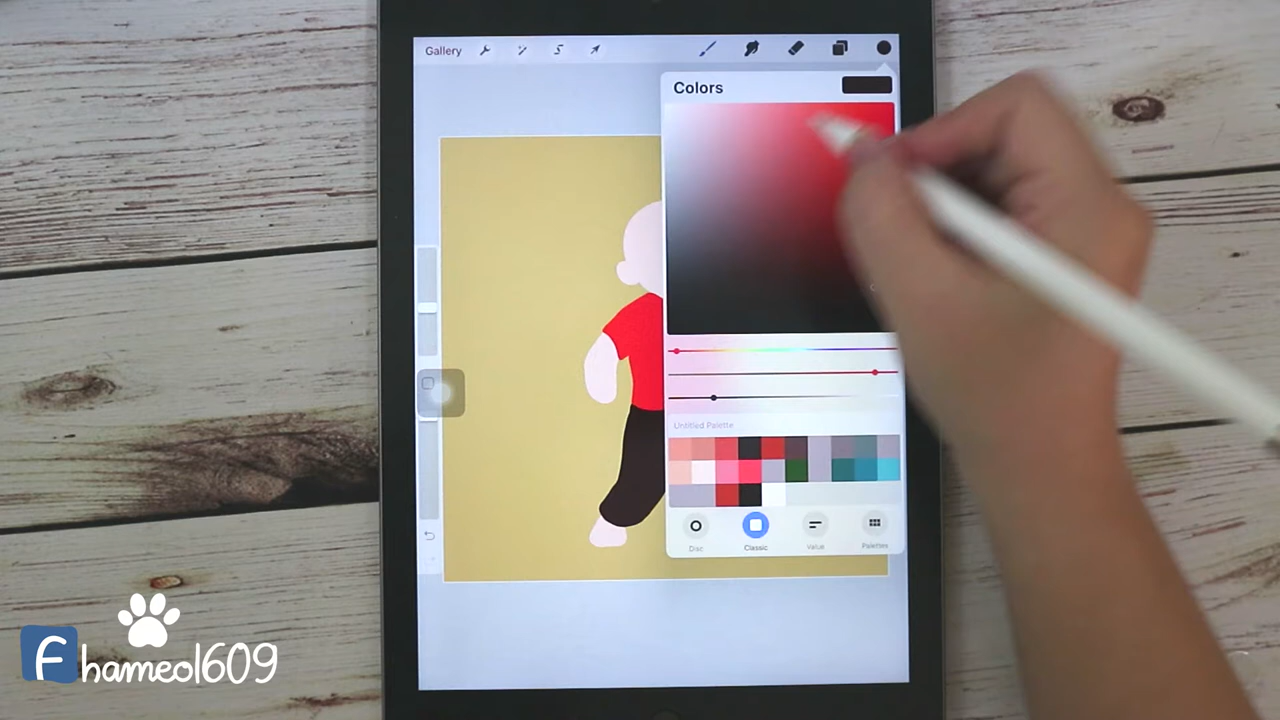 Gallery
Colors
Untitled Palette
Disc
Classic
Value
Palettes
f hameol609